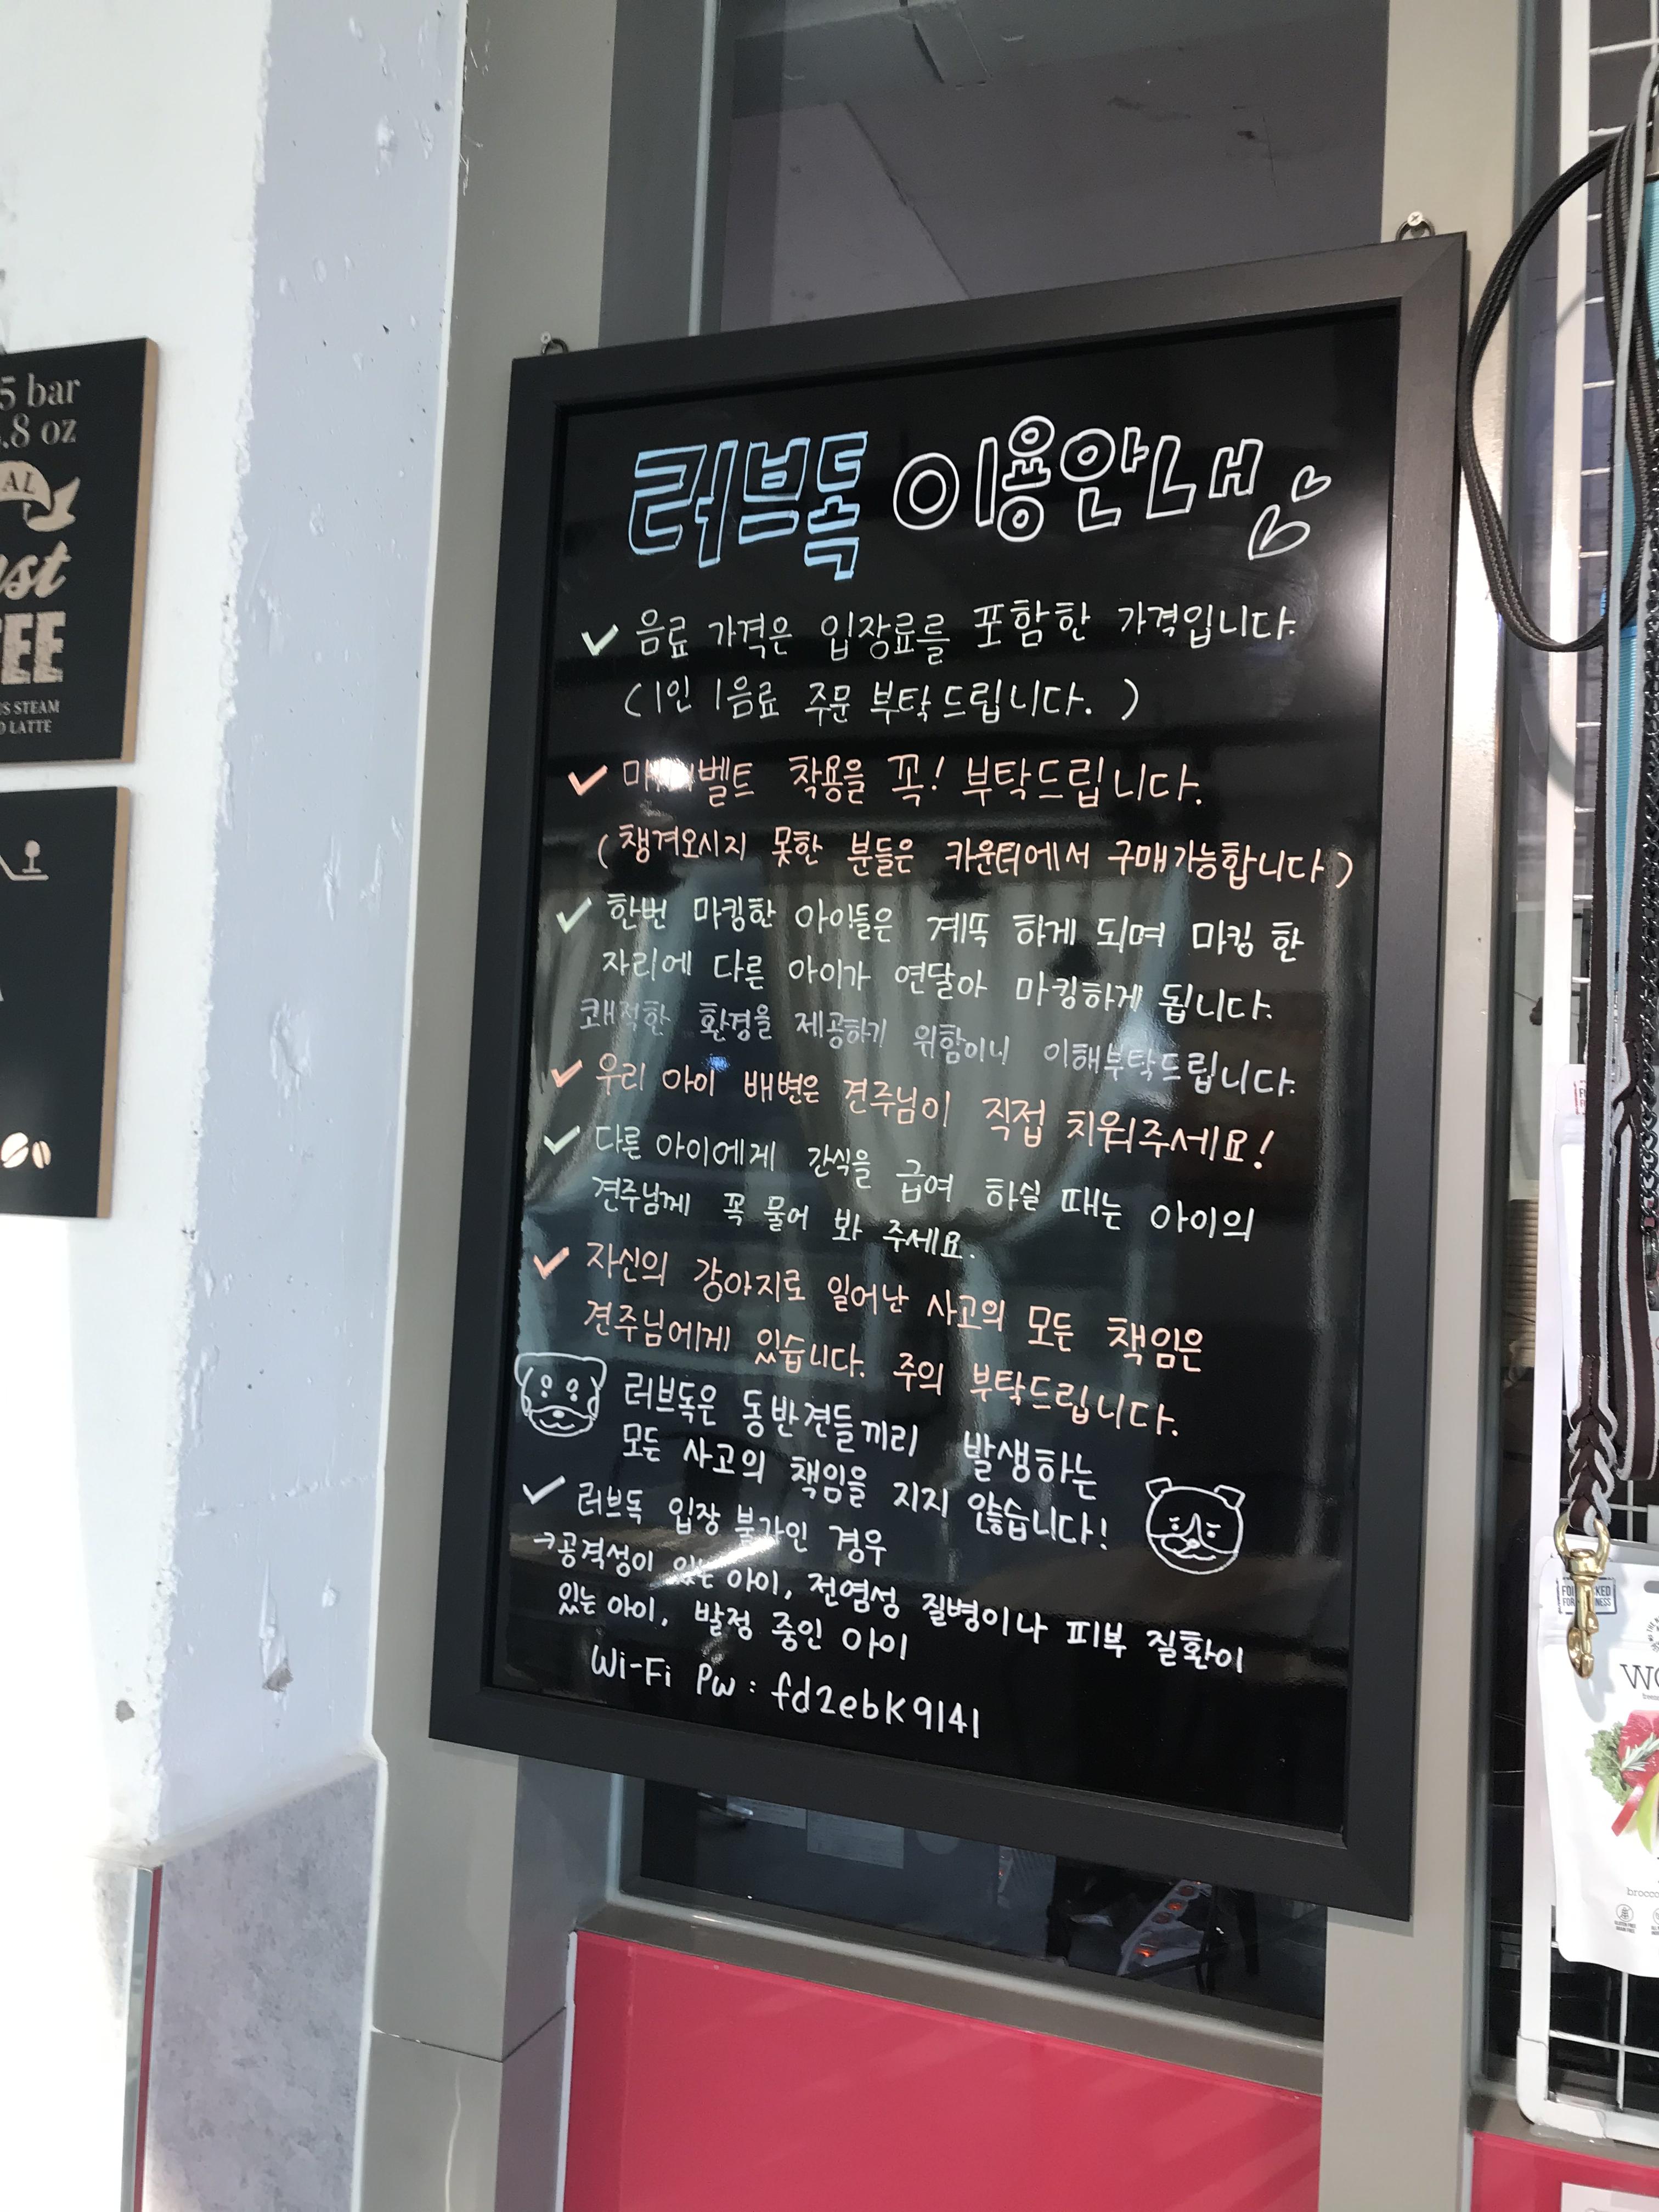 5 bar
.8 oz
AL
ust
EE
STEAM
LATTE
러브독 이용안내
음료 가격은 입장료를 포함한 가격입니다.
(1인 1음료 주문 부탁드립니다.)
착용을 꼭! 부탁드립니다.
(챙겨오시지 못한 분들은 카운터에서 구매가능합니다)
한번 마킹한 아이들은 계똑 하게 되며 마킹 한
자리에 다른 아이가 연달아 마킹하게 됩니다.
쾌적한 환경을 제공하기 위함이니 이해부탁드립니다.
우리 아이 배변은 견주님이 직접 치워주세요!
다른 아이에게 간식을 급여 하실 때는 아이의
견주님께 꼭 물어 봐 주세요.
자신의 강아지로 일어난 사고의 모든 책임은
견주님에게 있습니다. 주의 부탁드립니다.
러브독은 동반견들끼리 발생하는
모든 사고의 책임을 지지 않습니다!
러브독 입장 불가인 경우
→공격성이 있는 아이, 전염성 질병이나 피부 질환이
있는 아이, 발정 중인 아이
Wi-Fi Pw : fd2ebk9141